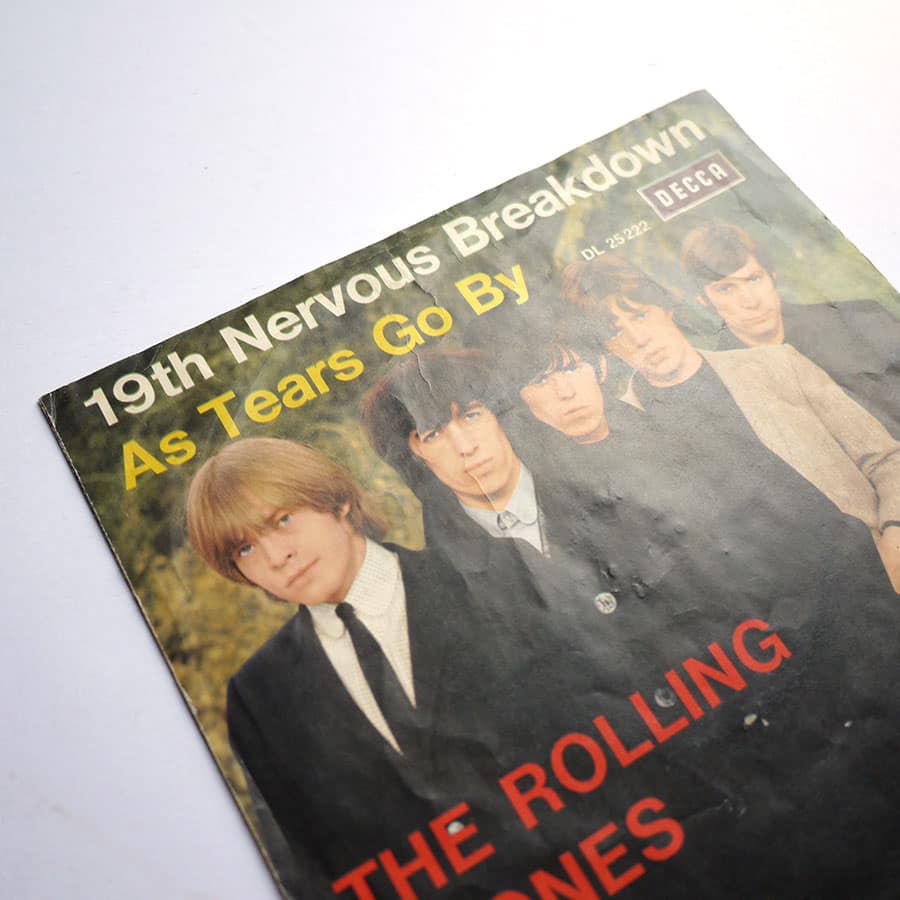 19th Nervous Breakdown
As Tears Go By
DECCA
DL 25 222
THE ROLLING
ONES